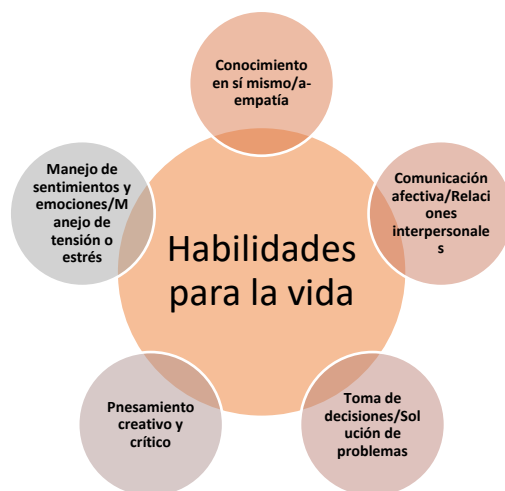 Conocimiento
en sí mismo/a-
empatía
Comunicación
afectiva/Relaci
ones
interpersonale
s
Toma de
decisiones/Sol
ución de
problemas
Pnesamiento
creativo y
crítico
Manejo de
sentimientos y
emociones/M
anejo de
tensión o
estrés
Habilidades
para la vida